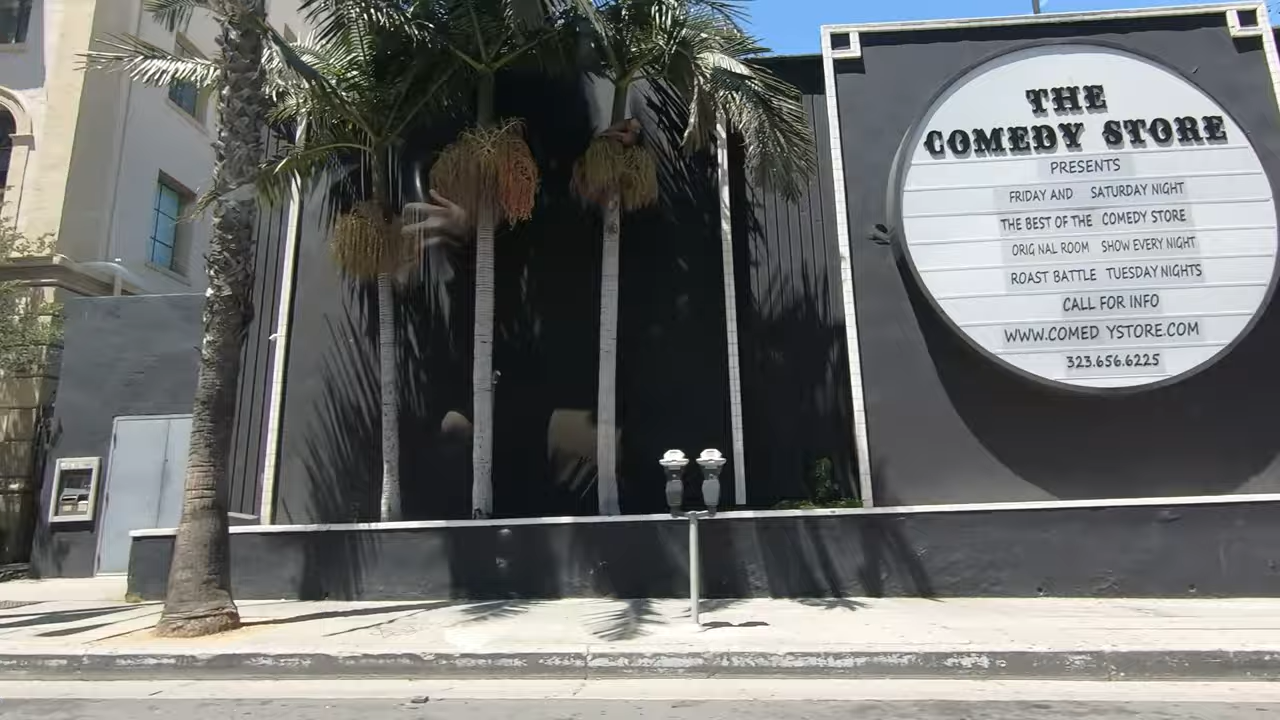 THE
COMEDY STORE
PRESENTS
FRIDAY AND SATURDAY NIGHT
THE BEST OF THE COMEDY STORE
ORIG NAL ROOM SHOW EVERY NIGHT
ROAST BATTLE TUESDAY NIGHTS
CALL FOR INFO
WWW.COMED YSTORE.COM
323.656.6225